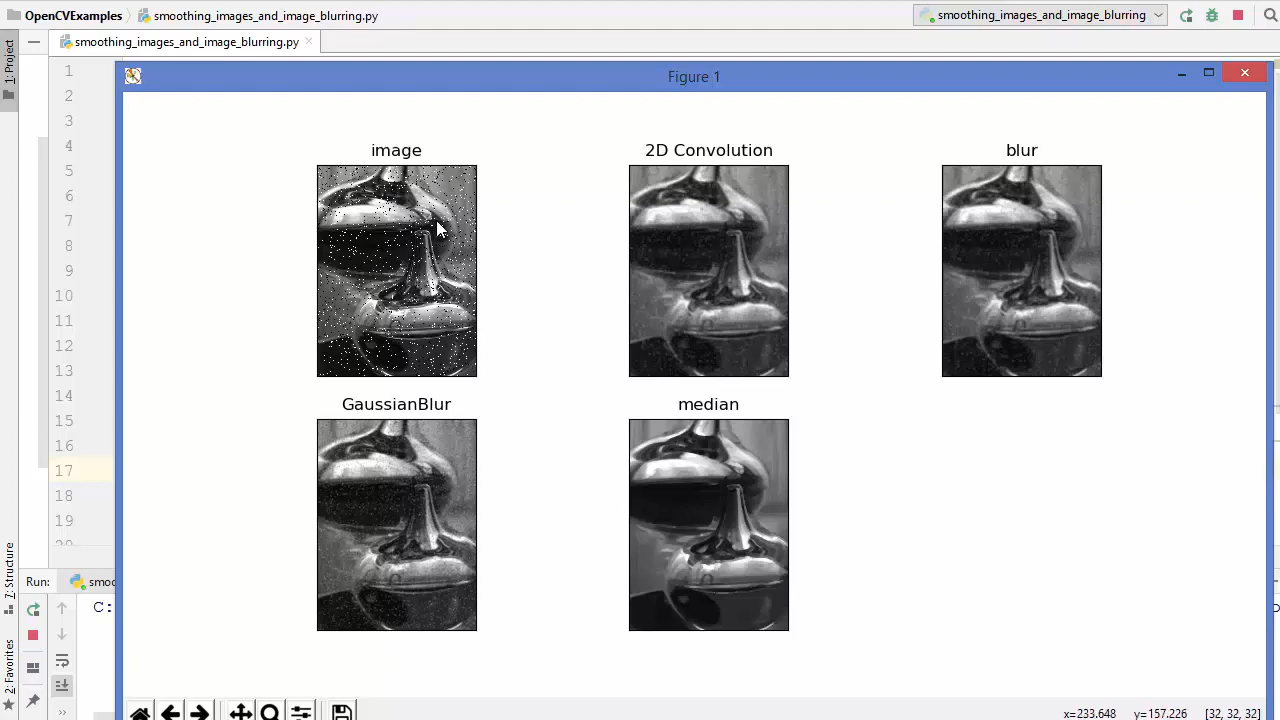 OpenCVExamples
smoothing_images_and_image_blurring.py
smoothing_images_and_image_blurring
1: Project
smoothing_images_and_image_blurring.py
1
2
3
4
5
6
7
8
9
10
11
12
13
14
15
16
17
18
19
20
Figure 1
image
2D Convolution
blur
GaussianBlur
median
7: Structure
2: Favorites
Run:
smoo
C:
x=233.648 y=157.226 [32, 32, 32]